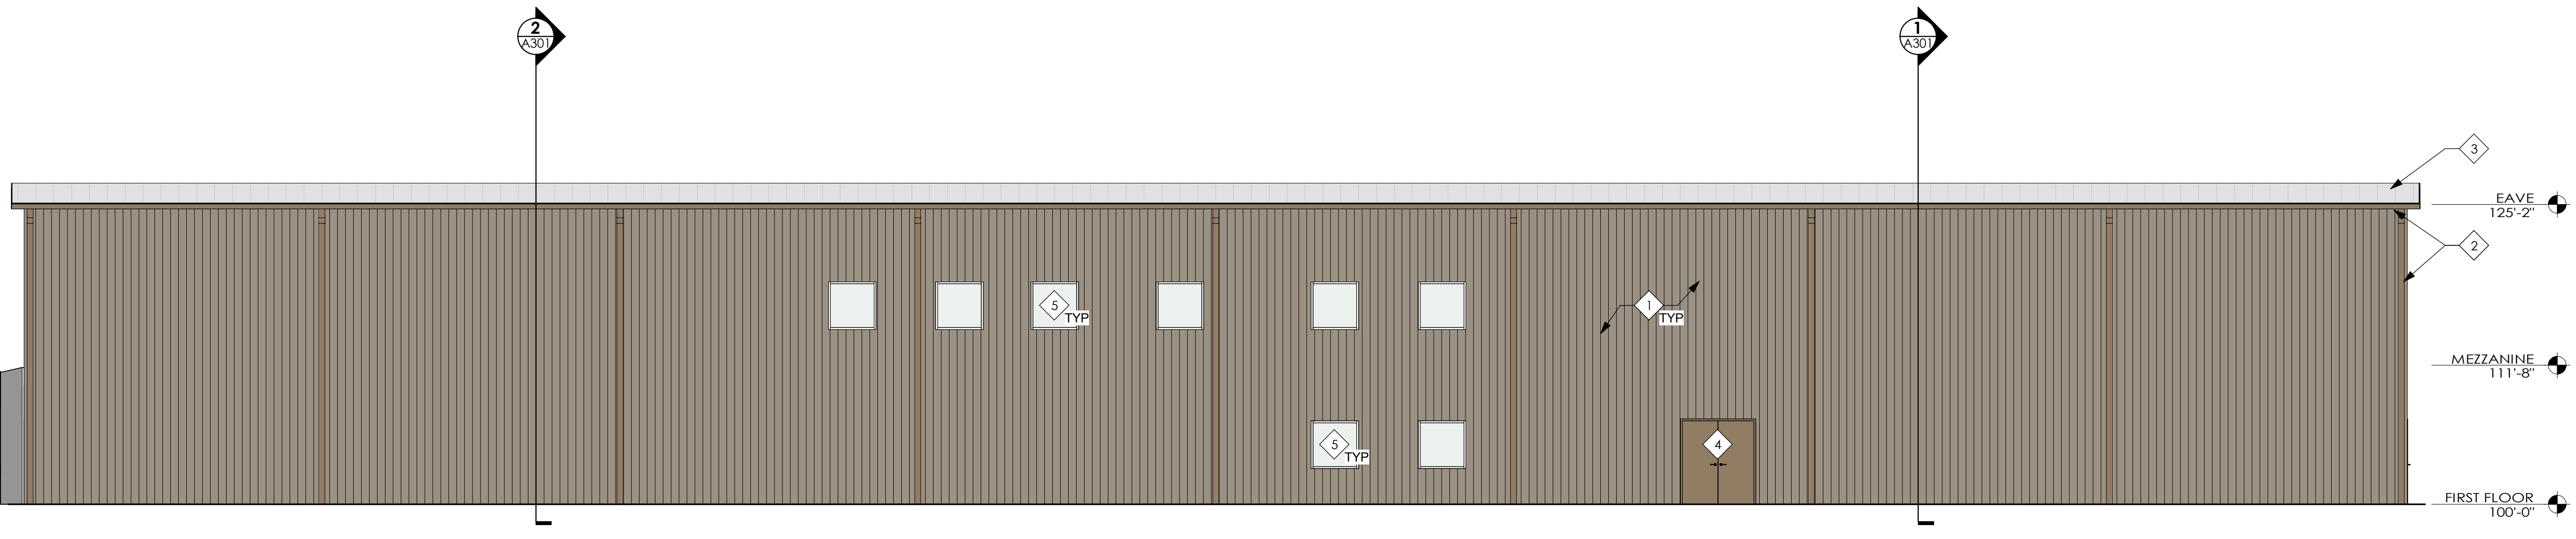 2
A301
1
A301
3
EAVE
125'-2"
2
5
TYP
1
TYP
MEZZANINE
111'-8"
5
TYP
4
FIRST FLOOR
100'-0"